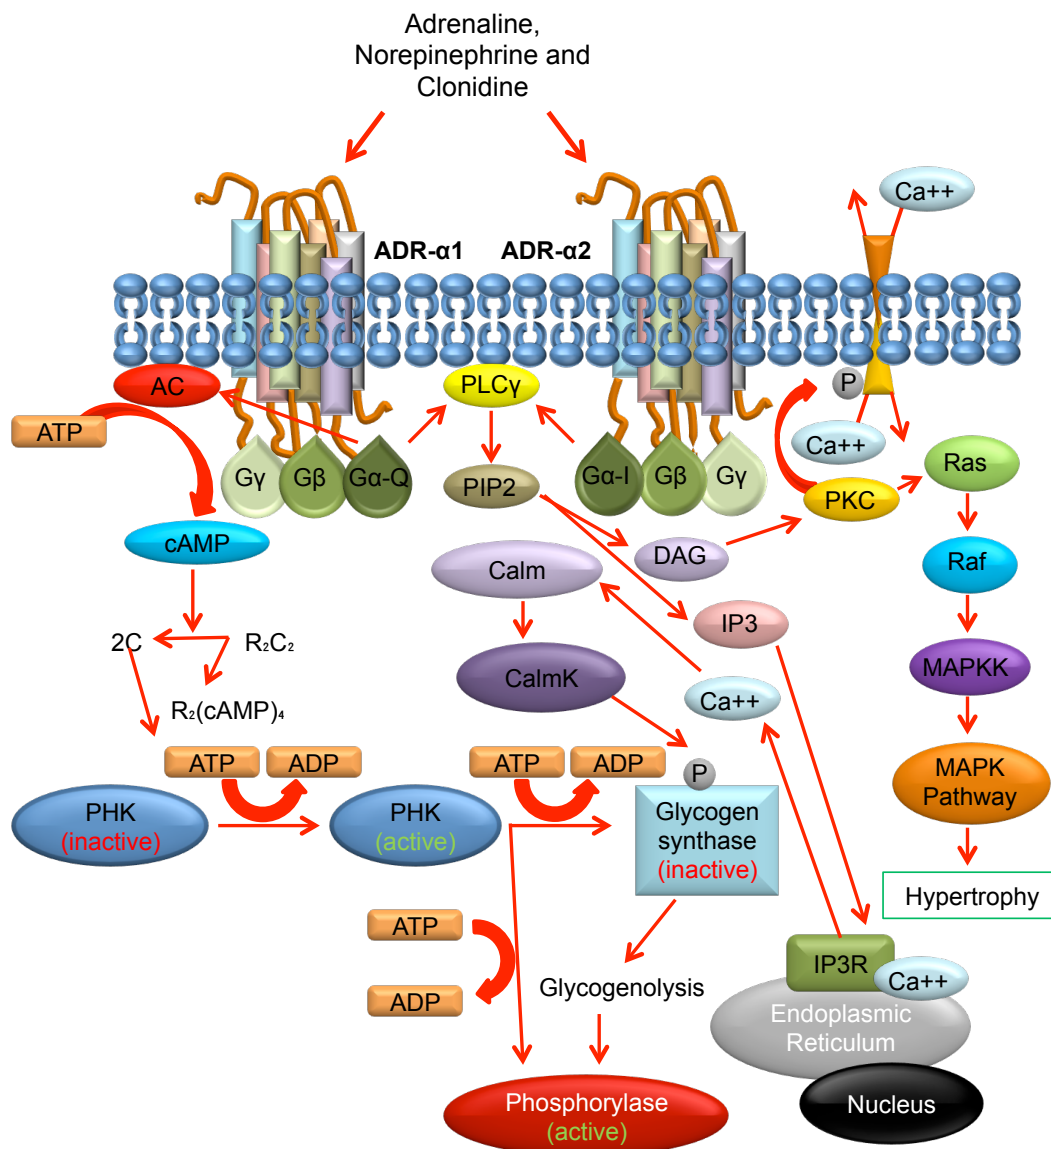 Adrenaline,
Norepinephrine and
Clonidine
Ca++
ADR-α1
ADR-α2
AC
PLCγ
P
ATP
Ca++
Ras
Gγ
Gβ
Gα-Q
PIP2
Gα-I
Gβ
Gγ
PKC
cAMP
Calm
DAG
Raf
IP3
2C
R₂C₂
CalmK
MAPKK
Ca++
R₂(cAMP)₄
ATP
ADP
ATP
ADP
P
MAPK
Pathway
PHK
(inactive)
PHK
(active)
Glycogen
synthase
(inactive)
Hypertrophy
ATP
ADP
Glycogenolysis
IP3R
Ca++
Endoplasmic
Reticulum
Phosphorylase
(active)
Nucleus